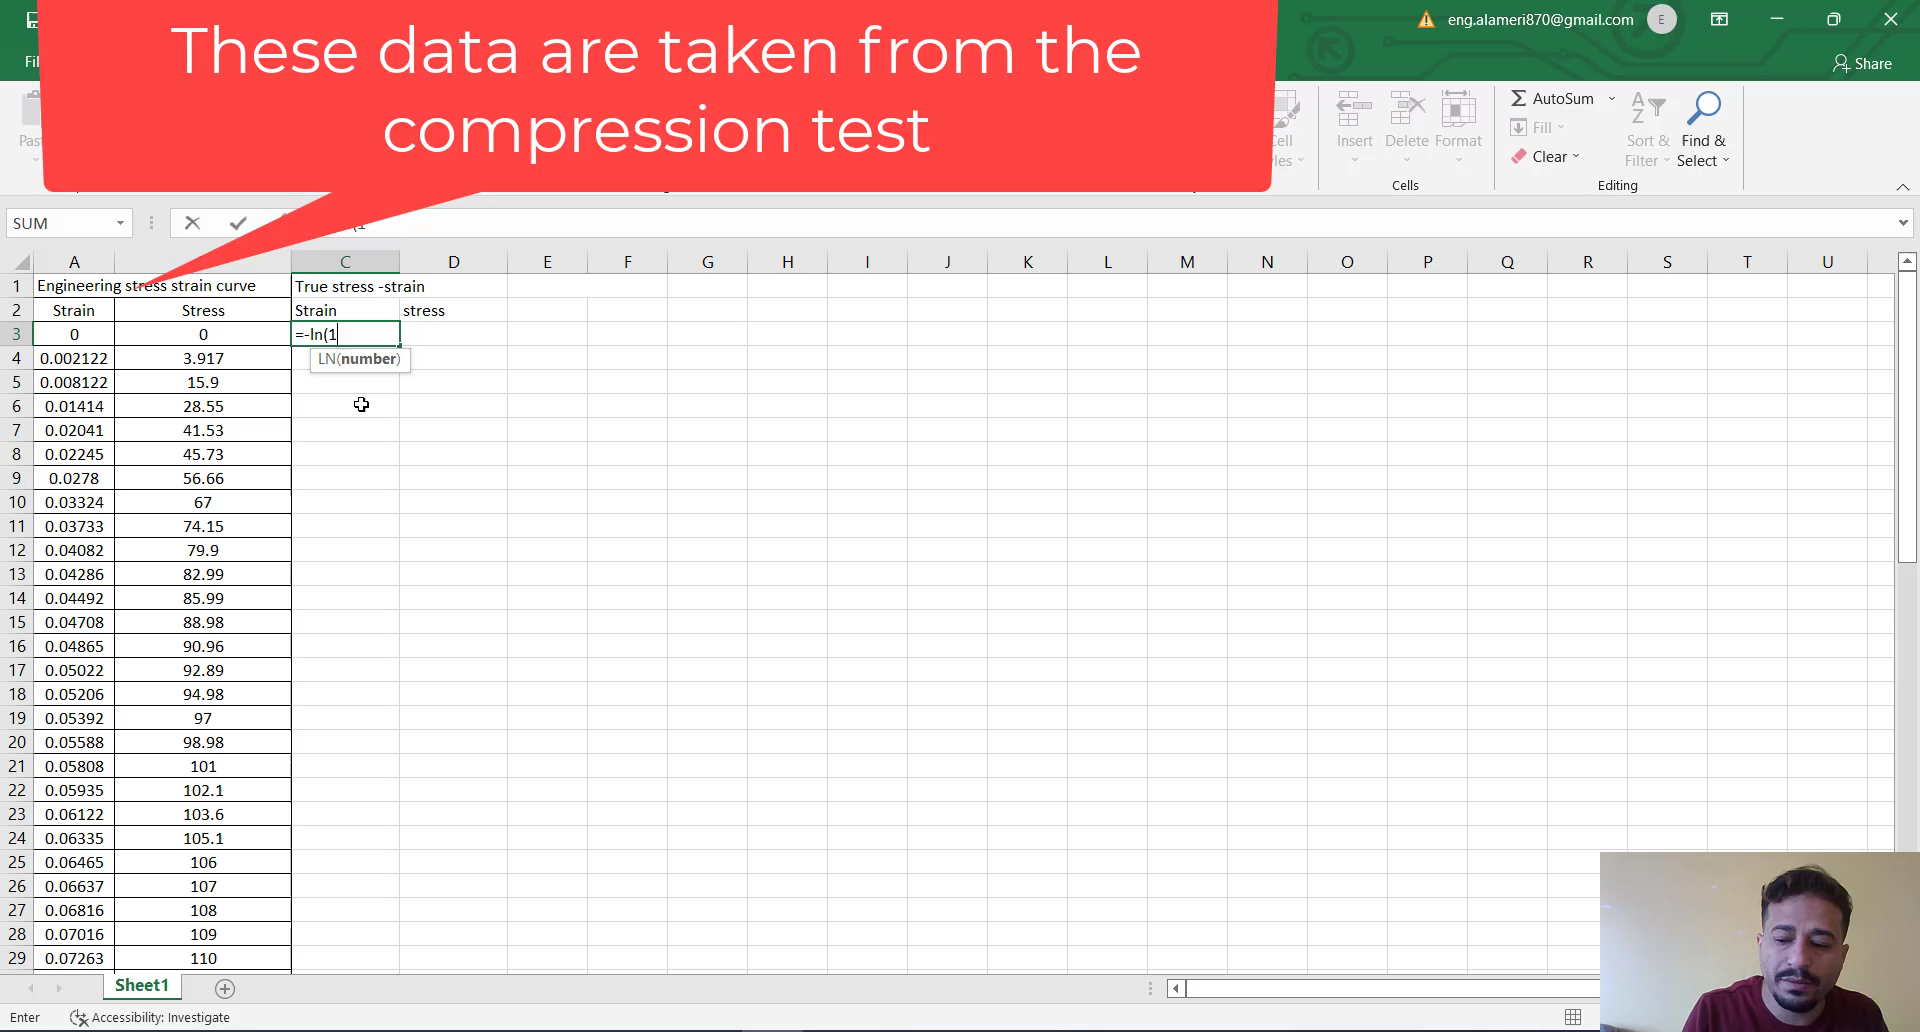 These data are taken from the
compression test
eng.alameri870@gmail.com
E
Share
Insert
Delete
Format
Cells
AutoSum
Fill
Clear
Sort &
Filter
Find &
Select
Editing
SUM
A C D E F G H I J K L M N O P Q R S T U
1 Engineering stress strain curve True stress -strain
2 Strain Stress Strain stress
3 0 0 =-ln(1
4 0.002122 3.917 LN(number)
5 0.008122 15.9
6 0.01414 28.55
7 0.02041 41.53
8 0.02245 45.73
9 0.0278 56.66
10 0.03324 67
11 0.03733 74.15
12 0.04082 79.9
13 0.04286 82.99
14 0.04492 85.99
15 0.04708 88.98
16 0.04865 90.96
17 0.05022 92.89
18 0.05206 94.98
19 0.05392 97
20 0.05588 98.98
21 0.05808 101
22 0.05935 102.1
23 0.06122 103.6
24 0.06335 105.1
25 0.06465 106
26 0.06637 107
27 0.06816 108
28 0.07016 109
29 0.07263 110
Sheet1
Enter
Accessibility: Investigate